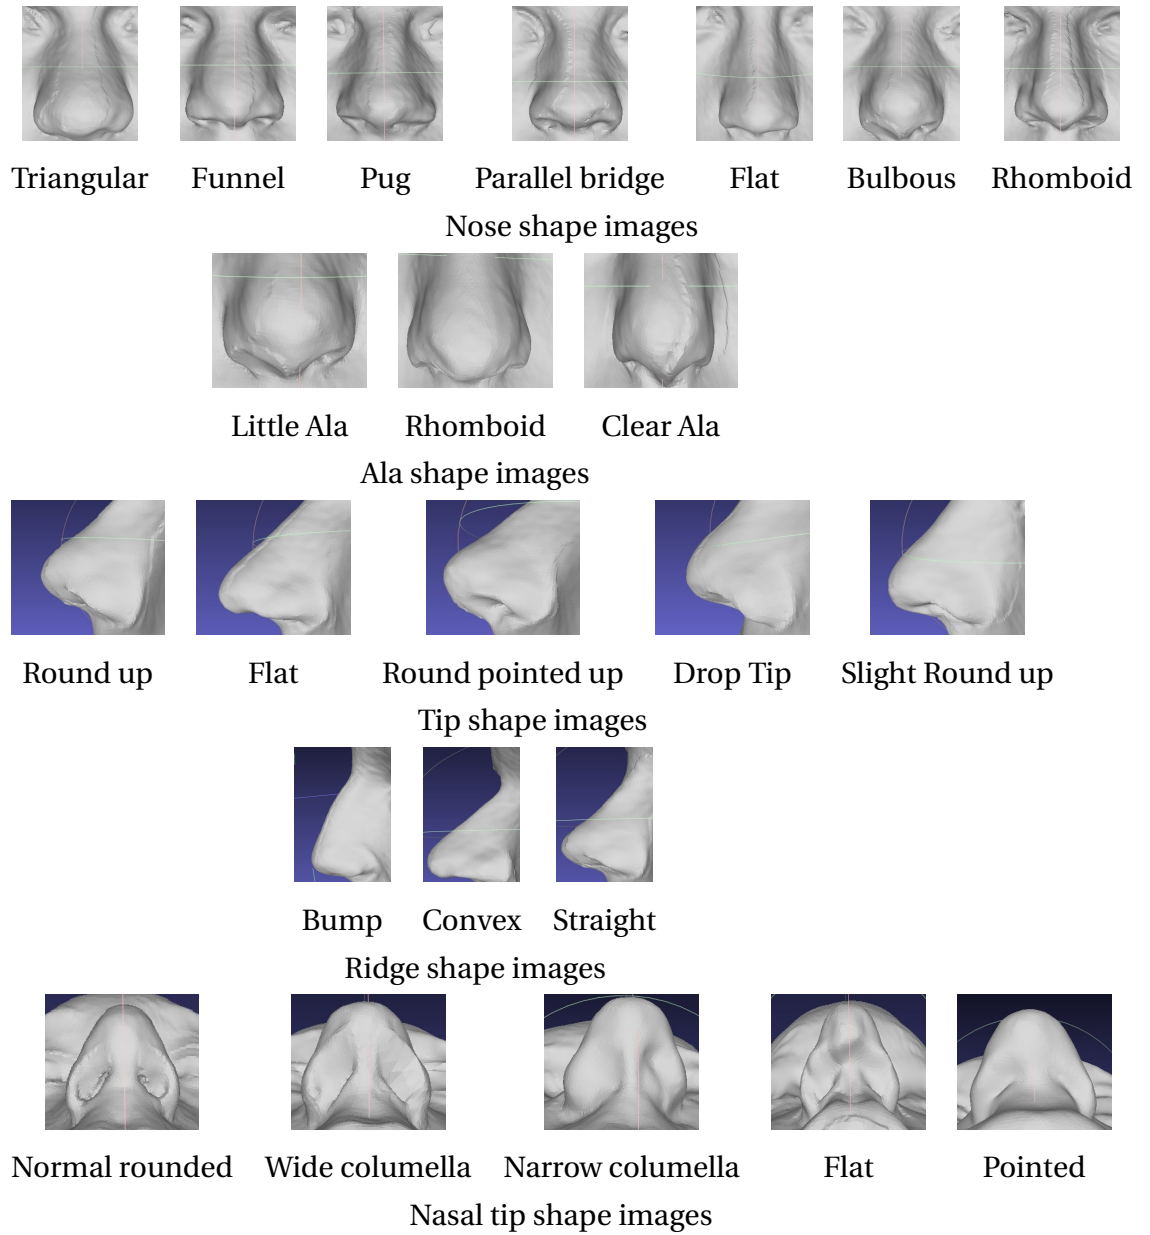 Triangular Funnel Pug Parallel bridge Flat Bulbous Rhomboid
Nose shape images
Little Ala Rhomboid Clear Ala
Ala shape images
Round up Flat Round pointed up Drop Tip Slight Round up
Tip shape images
Bump Convex Straight
Ridge shape images
Normal rounded Wide columella Narrow columella Flat Pointed
Nasal tip shape images